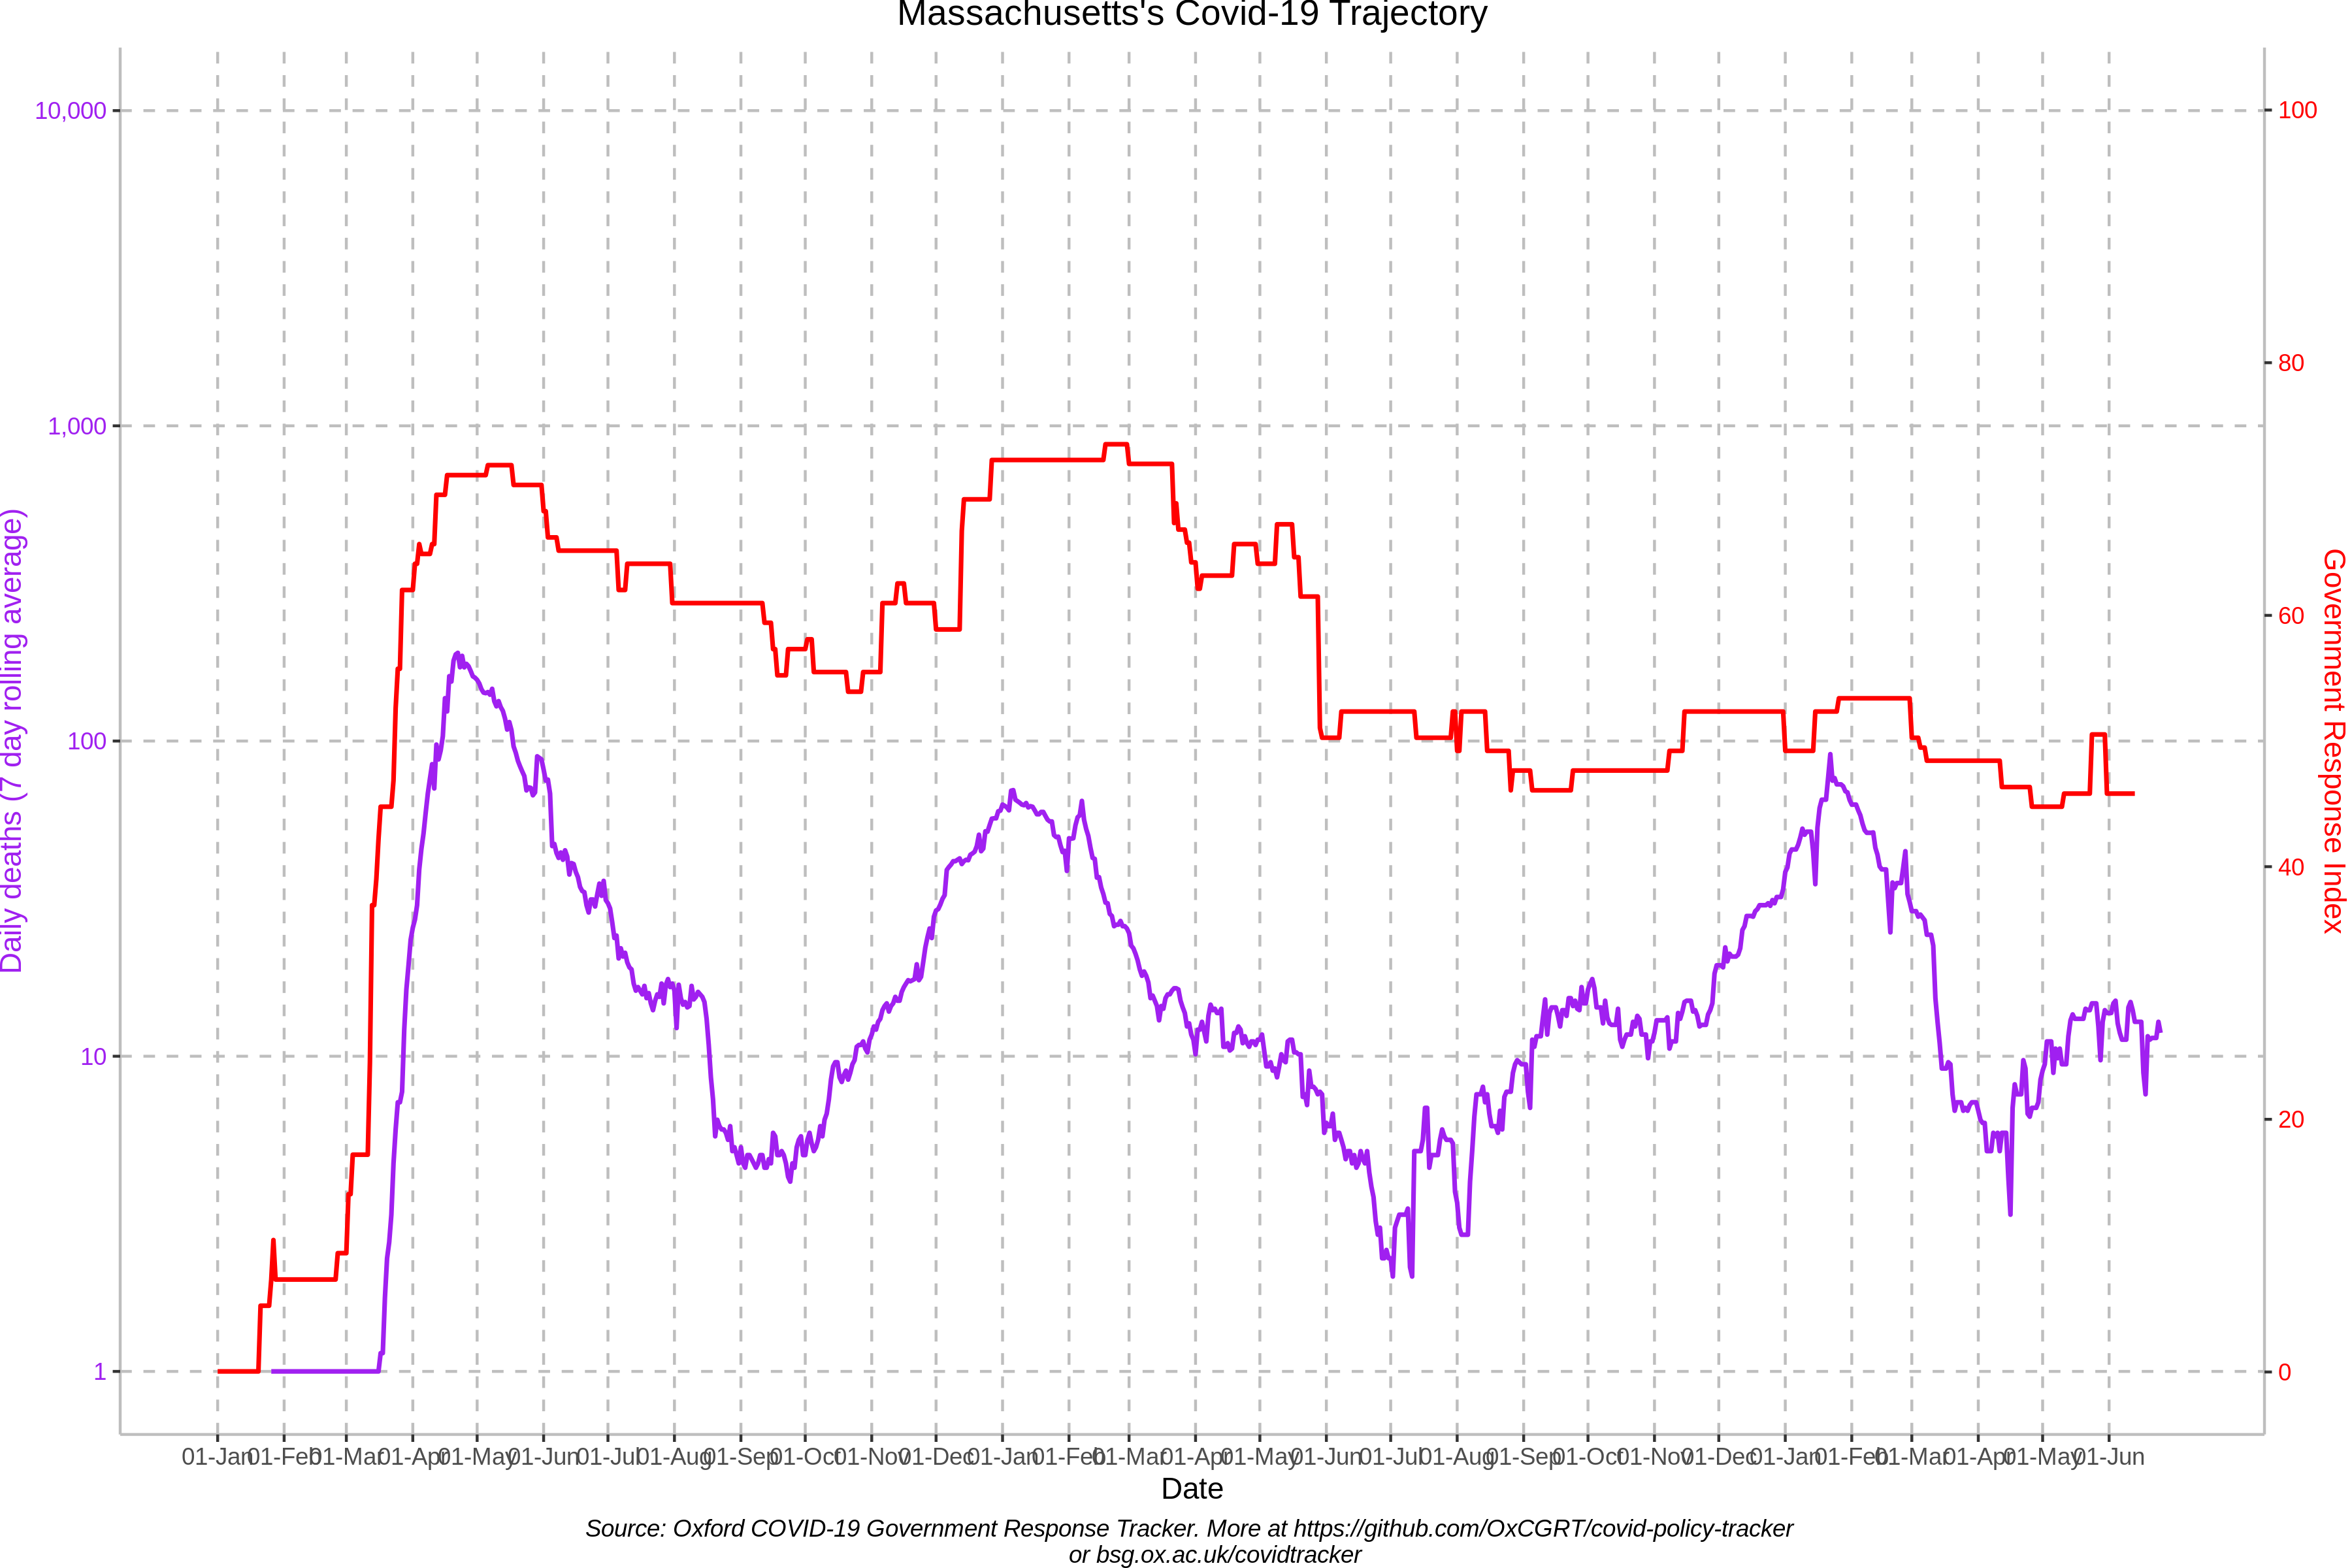 Massachusetts's Covid-19 Trajectory
10,000
1,000
100
10
1
Daily deaths (7 day rolling average)
100
80
60
40
20
0
Government Response Index
01-Jan
01-Feb
01-Mar
01-Apr
01-May
01-Jun
01-Jul
01-Aug
01-Sep
01-Oct
01-Nov
01-Dec
01-Jan
01-Feb
01-Mar
01-Apr
01-May
01-Jun
01-Jul
01-Aug
01-Sep
01-Oct
01-Nov
01-Dec
01-Jan
01-Feb
01-Mar
01-Apr
01-May
01-Jun
Date
Source: Oxford COVID-19 Government Response Tracker. More at https://github.com/OxCGRT/covid-policy-tracker
or bsg.ox.ac.uk/covidtracker